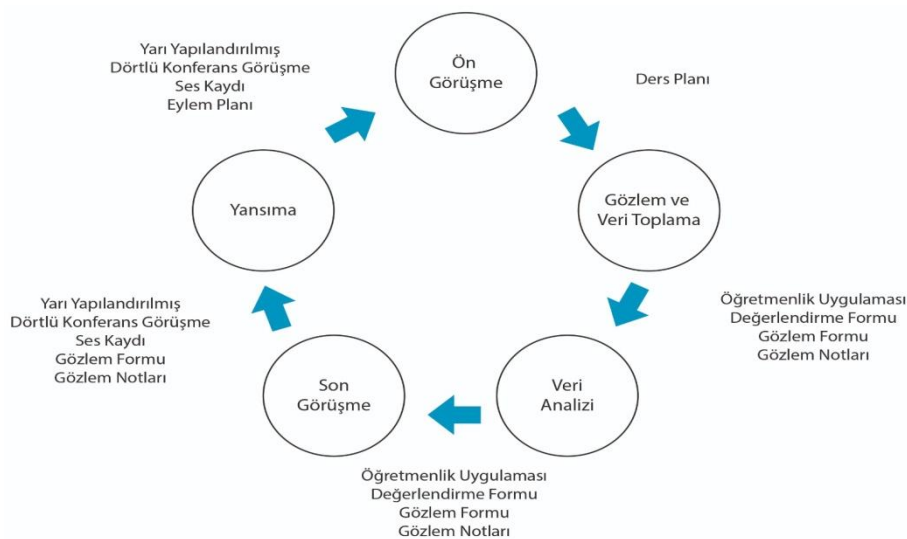 Yarı Yapılandırılmış
Dörtlü Konferans Görüşme
Ses Kaydı
Eylem Planı
Ön
Görüşme
Ders Planı
Yansıma
Gözlem ve
Veri Toplama
Yarı Yapılandırılmış
Dörtlü Konferans Görüşme
Ses Kaydı
Gözlem Formu
Gözlem Notları
Öğretmenlik Uygulaması
Değerlendirme Formu
Gözlem Formu
Gözlem Notları
Son
Görüşme
Veri
Analizi
Öğretmenlik Uygulaması
Değerlendirme Formu
Gözlem Formu
Gözlem Notları